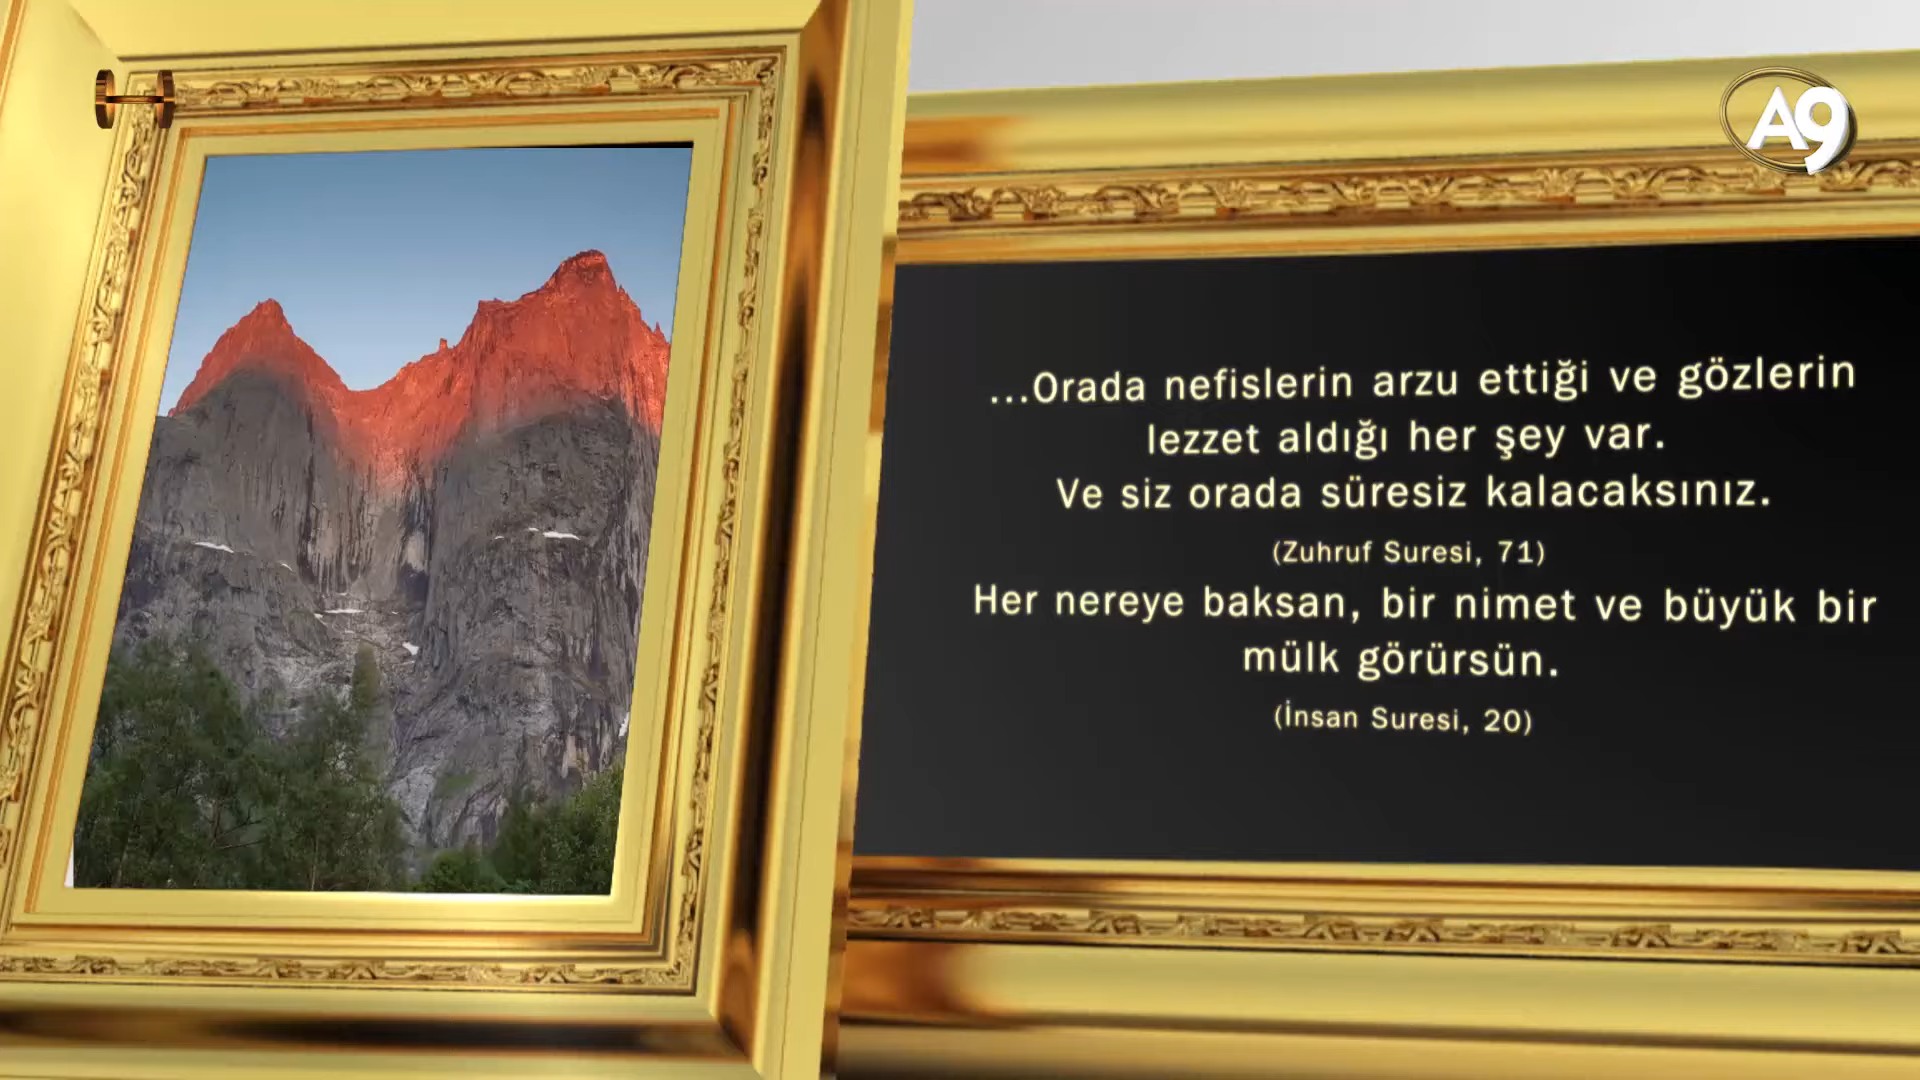 A9
...Orada nefislerin arzu ettiği ve gözlerin
lezzet aldığı her şey var.
Ve siz orada süresiz kalacaksınız.
(Zuhruf Suresi, 71)
Her nereye baksan, bir nimet ve büyük bir
mülk görürsün.
(İnsan Suresi, 20)